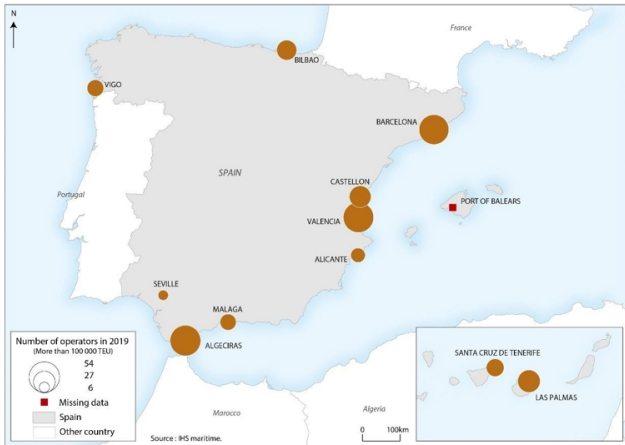 N
France
BILBAO
VIGO
BARCELONA
SPAIN
CASTELLON
Portugal
PORT OF BALEARS
VALENCIA
ALICANTE
SEVILLE
MALAGA
ALGECIRAS
Number of operators in 2019
(More than 100 000 TEU)
54
27
6
Missing data
Spain
Other country
Source : IHS maritime.
Marocco
Algeria
0 100km
SANTA CRUZ DE TENERIFE
LAS PALMAS